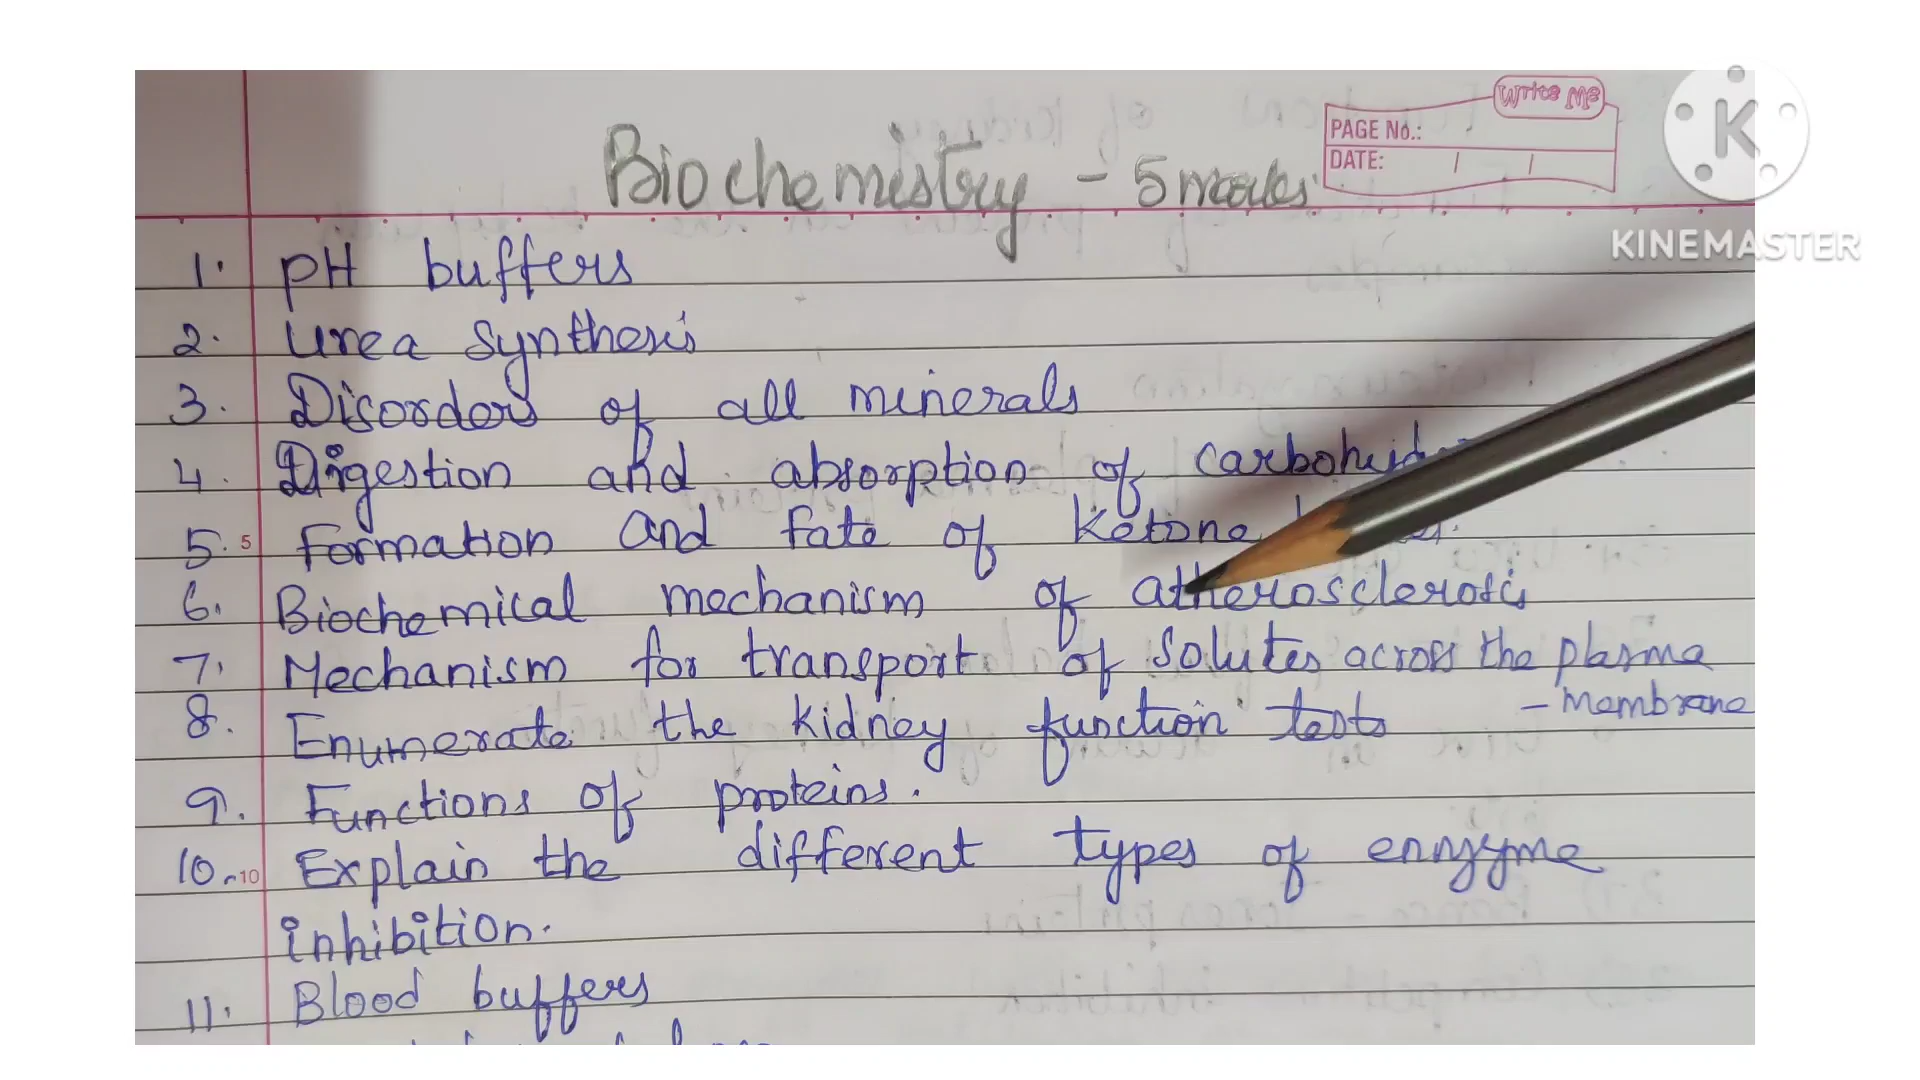 Write Me
PAGE No.:
DATE: / /
K
KINEMASTER
Biochemistry - 5 marks
1. pH buffers
2. Urea synthesis
3. Disorders of all minerals
4. Digestion and absorption of
5. 5 Formation and fate of Ketone
6. Biochemical mechanism of atherosclerosis
7. Mechanism for transport of solutes across the plasma
- Membrane
8. Enumerate the kidney function tests
9. Functions of proteins.
10. 10 Explain the different types of enzyme
inhibition.
11. Blood buffers